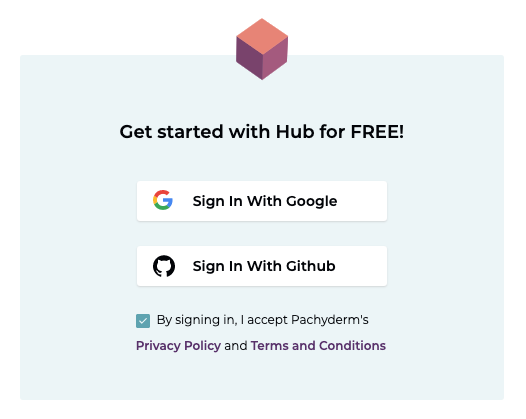 Get started with Hub for FREE!
Sign In With Google
Sign In With Github
By signing in, I accept Pachyderm's
Privacy Policy and Terms and Conditions